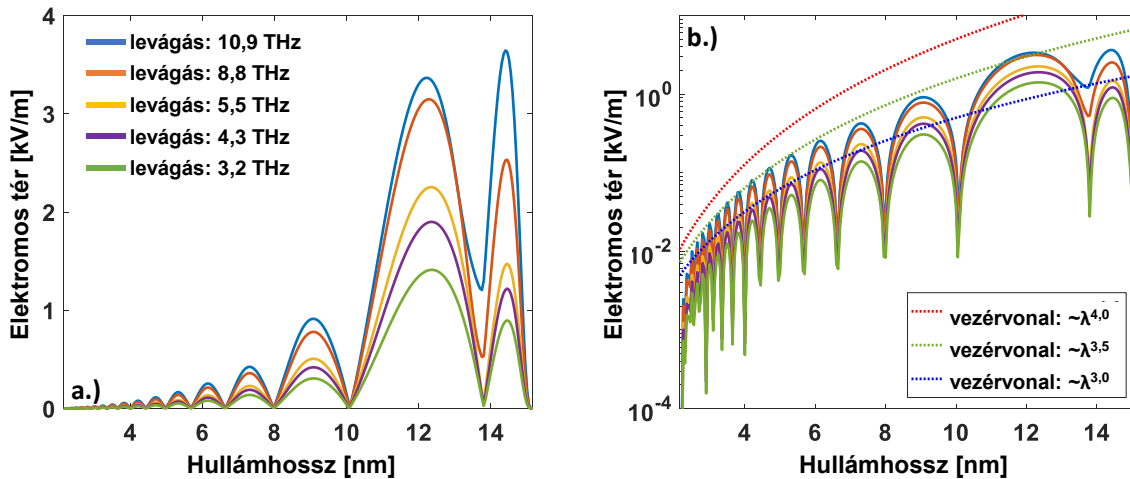 4
3
2
1
0
Elektromos tér [kV/m]
levágás: 10,9 THz
levágás: 8,8 THz
levágás: 5,5 THz
levágás: 4,3 THz
levágás: 3,2 THz
a.)
4 6 8 10 12 14
Hullámhossz [nm]
b.)
10^0
10^-2
10^-4
Elektromos tér [kV/m]
vezérvonal: ~λ^4,0
vezérvonal: ~λ^3,5
vezérvonal: ~λ^3,0
4 6 8 10 12 14
Hullámhossz [nm]